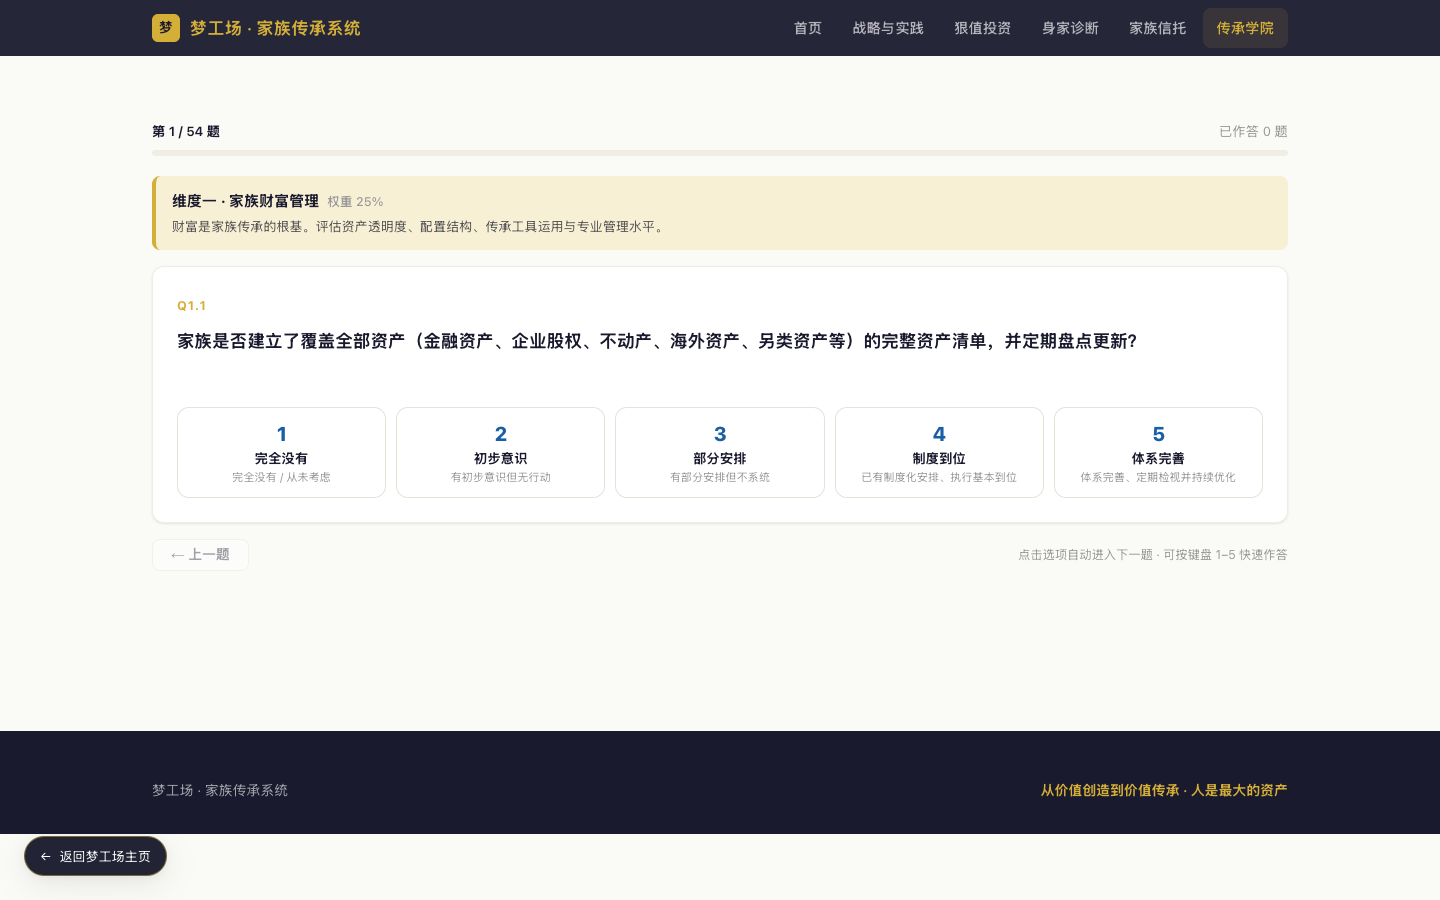 梦 梦工场 · 家族传承系统 首页 战略与实践 狠值投资 身家诊断 家族信托 传承学院
第 1 / 54 题 已作答 0 题
维度一 · 家族财富管理 权重 25%
财富是家族传承的根基。评估资产透明度、配置结构、传承工具运用与专业管理水平。
Q1.1
家族是否建立了覆盖全部资产（金融资产、企业股权、不动产、海外资产、另类资产等）的完整资产清单，并定期盘点更新？
1 2 3 4 5
完全没有 初步意识 部分安排 制度到位 体系完善
完全没有 / 从未考虑 有初步意识但无行动 有部分安排但不系统 已有制度化安排、执行基本到位 体系完善、定期检视并持续优化
← 上一题 点击选项自动进入下一题 · 可按键盘 1–5 快速作答
梦工场 · 家族传承系统 从价值创造到价值传承 · 人是最大的资产
← 返回梦工场主页